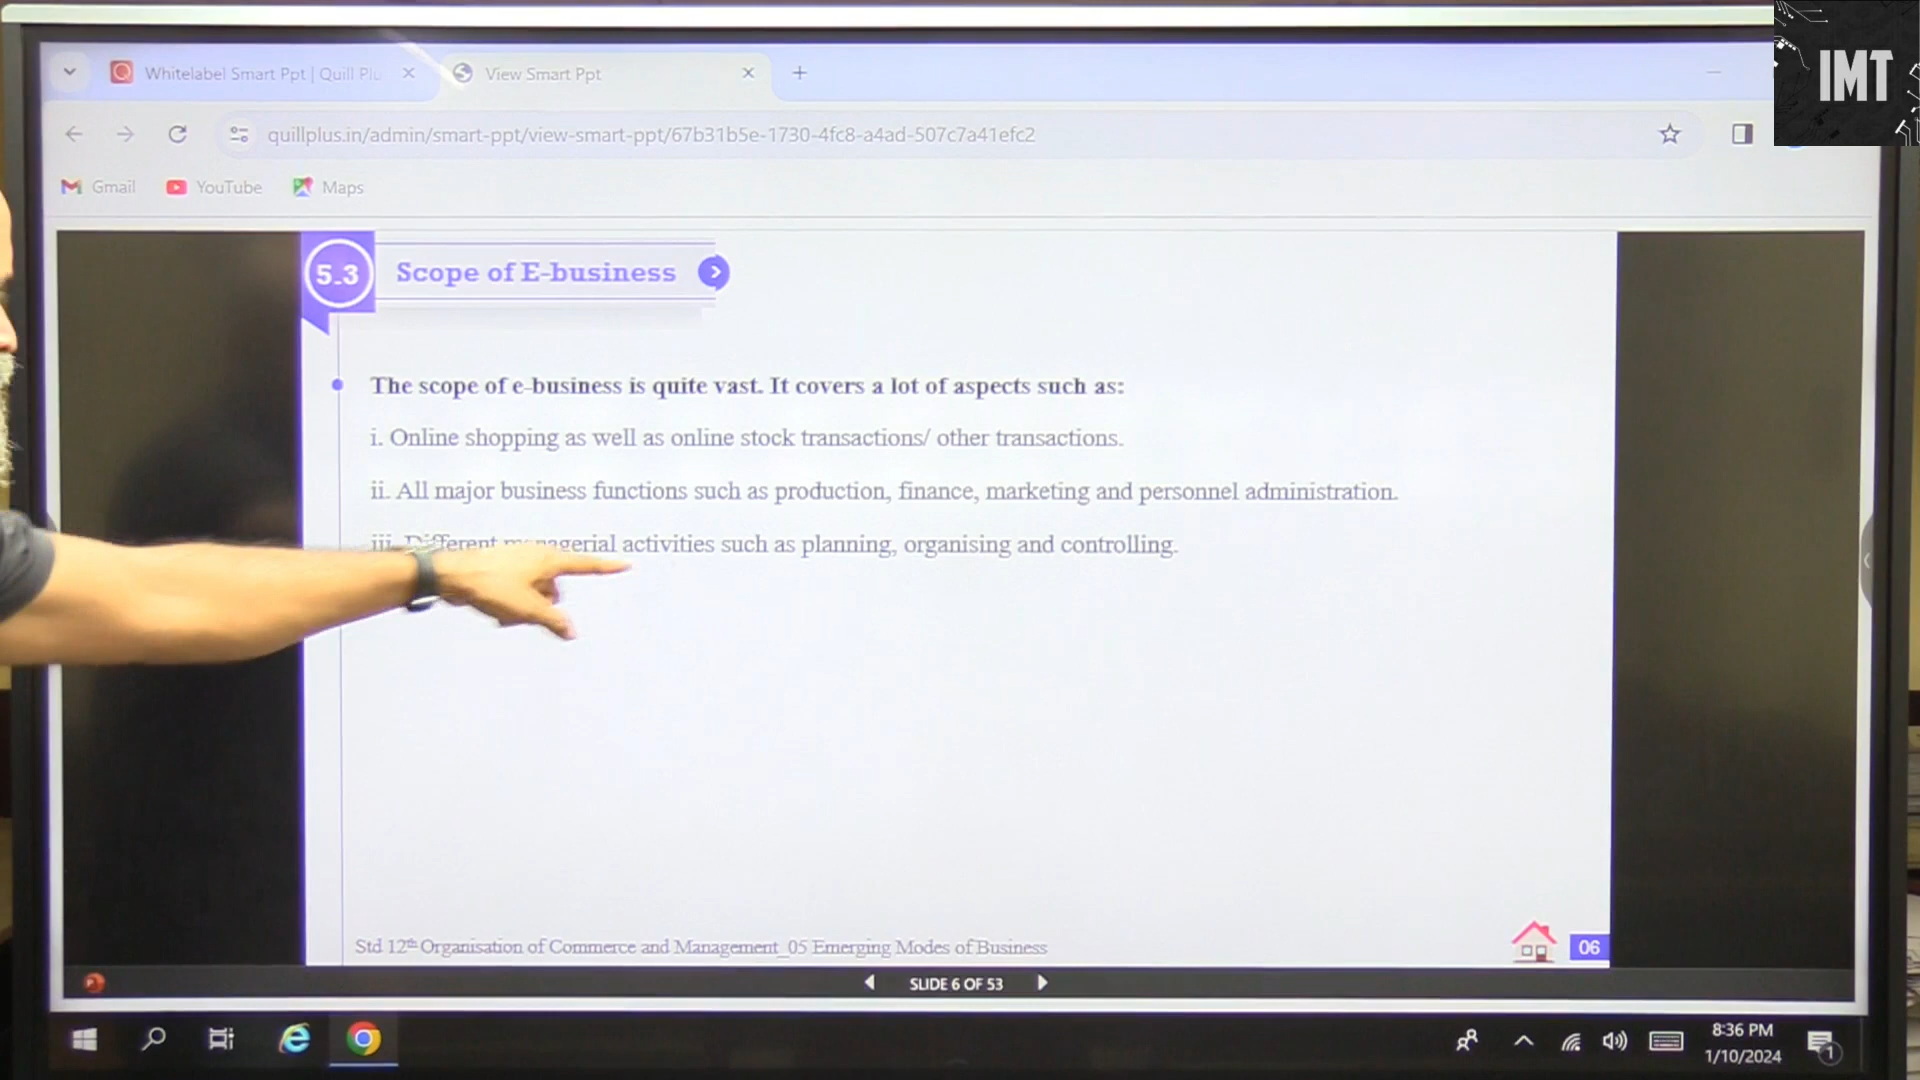 IMT
Whitelabel Smart Ppt | Quill Plu
View Smart Ppt
quillplus.in/admin/smart-ppt/view-smart-ppt/67b31b5e-1730-4fc8-a4ad-507c7a41efc2
Gmail YouTube Maps
5.3 Scope of E-business
The scope of e-business is quite vast. It covers a lot of aspects such as:
i. Online shopping as well as online stock transactions/ other transactions.
ii. All major business functions such as production, finance, marketing and personnel administration.
iii. Different managerial activities such as planning, organising and controlling.
Std 12th Organisation of Commerce and Management_05 Emerging Modes of Business
06
SLIDE 6 OF 53
8:36 PM
1/10/2024
1